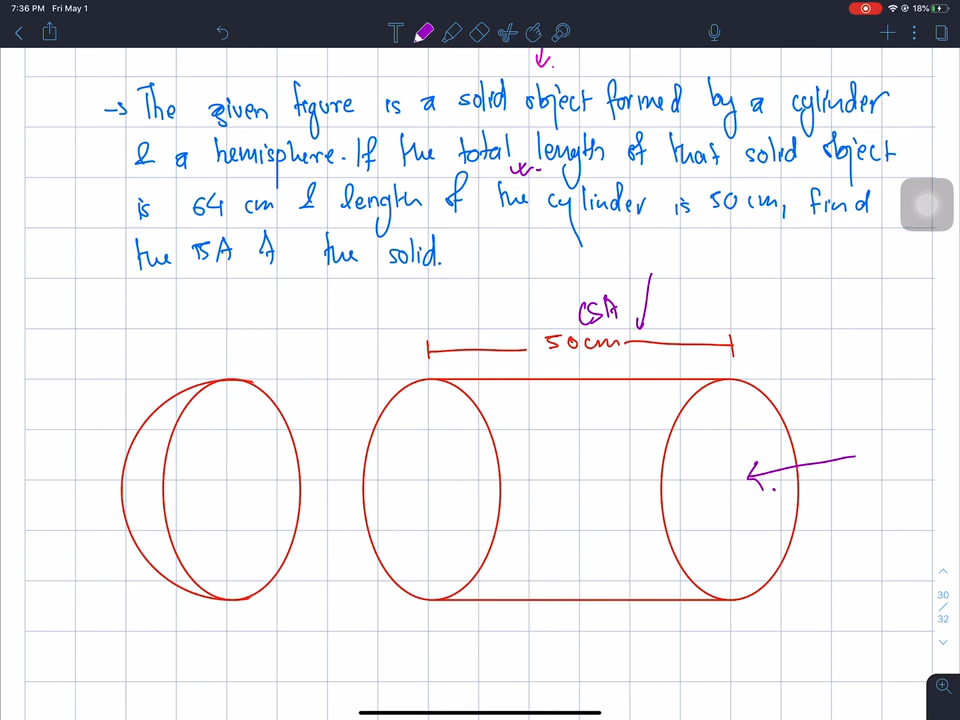 7:36 PM Fri May 1
18%
T
→ The given figure is a solid object formed by a cylinder
& a hemisphere. If the total length of that solid object
is 64 cm & length of the cylinder is 50 cm, find
the TSA of the solid.
CSA
50 cm
30
/
32